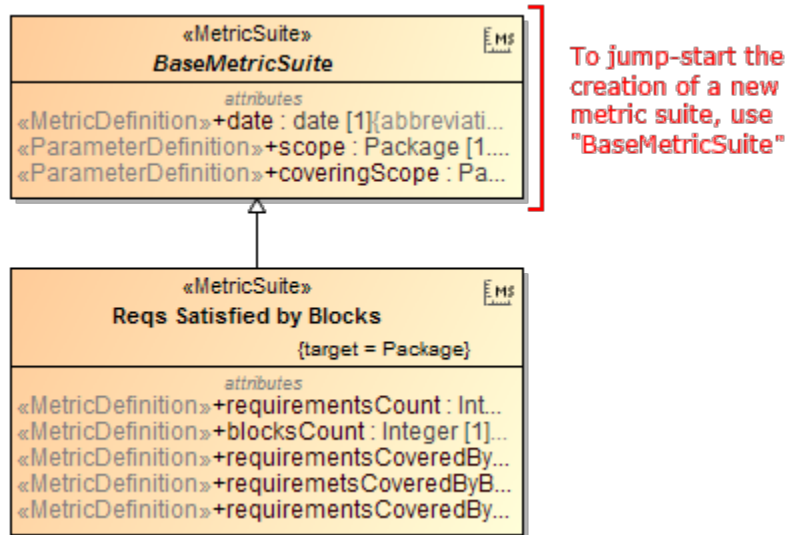 «MetricSuite»
MS
BaseMetricSuite
attributes
«MetricDefinition»+date : date [1]{abbreviati...
«ParameterDefinition»+scope : Package [1....
«ParameterDefinition»+coveringScope : Pa...
To jump-start the
creation of a new
metric suite, use
"BaseMetricSuite"
«MetricSuite»
MS
Reqs Satisfied by Blocks
{target = Package}
attributes
«MetricDefinition»+requirementsCount : Int...
«MetricDefinition»+blocksCount : Integer [1]...
«MetricDefinition»+requirementsCoveredBy...
«MetricDefinition»+requiremetsCoveredByB...
«MetricDefinition»+requirementsCoveredBy...